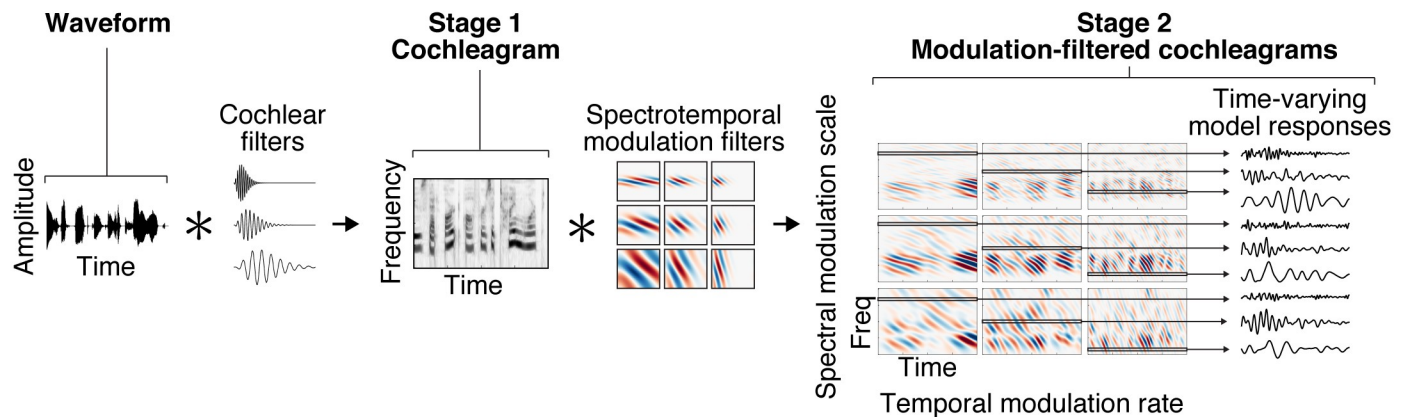 Waveform
Amplitude
Time
Cochlear
filters
Stage 1
Cochleagram
Frequency
Time
Spectrotemporal
modulation filters
Stage 2
Modulation-filtered cochleagrams
Spectral modulation scale
Freq
Time
Temporal modulation rate
Time-varying
model responses